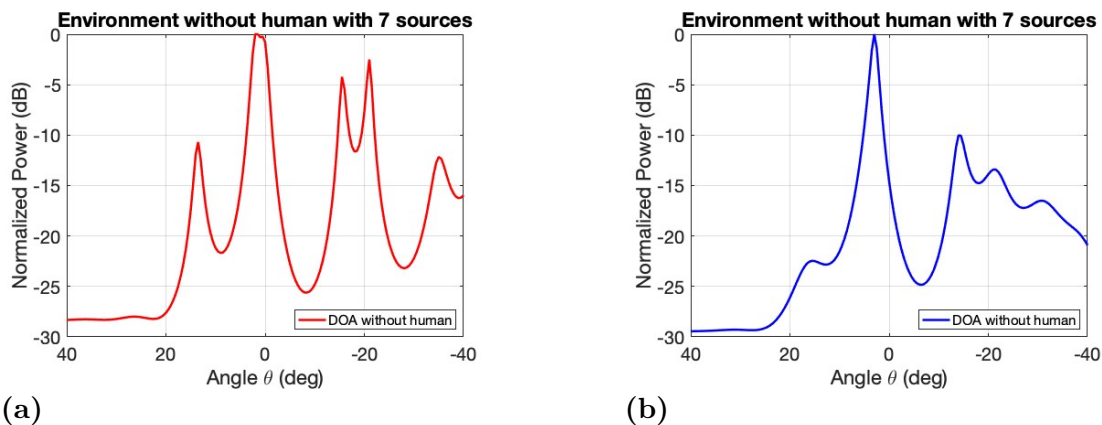 Environment without human with 7 sources
0
-5
-10
-15
-20
-25
-30
Normalized Power (dB)
40
20
0
-20
-40
Angle θ (deg)
DOA without human
(a)
Environment without human with 7 sources
0
-5
-10
-15
-20
-25
-30
Normalized Power (dB)
40
20
0
-20
-40
Angle θ (deg)
DOA without human
(b)